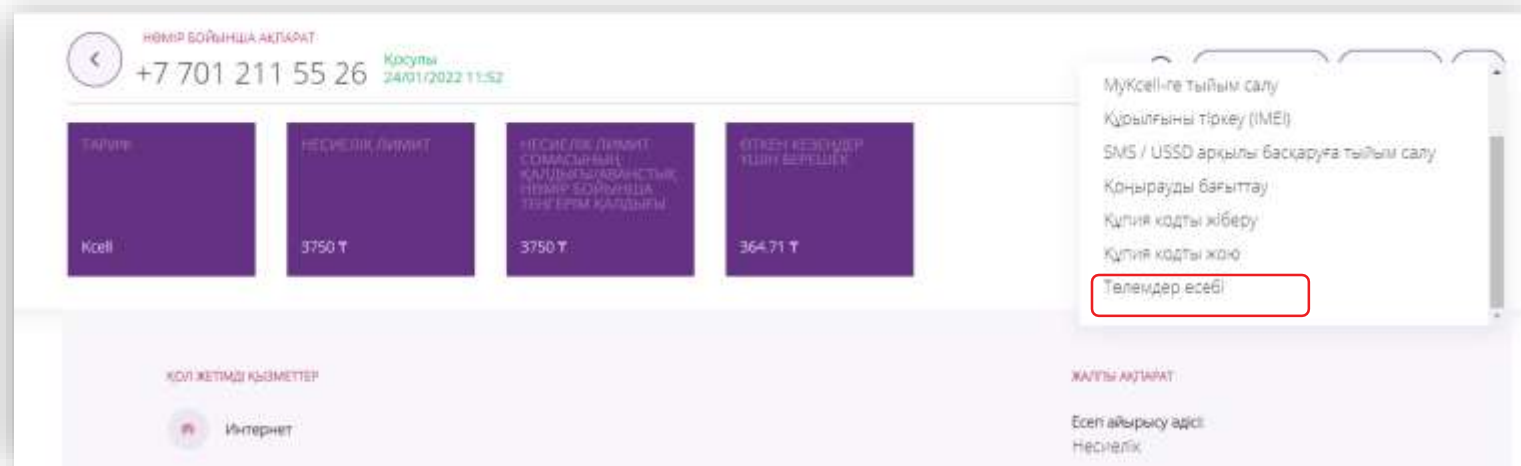 НӨМІР БОЙЫНША АҚПАРАТ
+7 701 211 55 26
Қосулы
24/01/2022 11:52
MyKcell-ге тыйым салу
Құрылғыны тіркеу (IMEI)
SMS / USSD арқылы басқаруға тыйым салу
Қоңырауды бағыттау
Құпия кодты жіберу
Құпия кодты жою
Төлемдер есебі
ТАРИФ
Kcell
НЕСИЕЛІК ЛИМИТ
3750 ₸
НЕСИЕЛІК ЛИМИТ
СОМАСЫНЫҢ
ҚАЛДЫҒЫ/АВАНСТЫҚ
НӨМІР БОЙЫНША
ТЕҢГЕРІМ ҚАЛДЫҒЫ
3750 ₸
ӨТКЕН КЕЗЕҢДЕР
ҮШІН БЕРЕШЕК
364.71 ₸
ҚОЛ ЖЕТІМДІ ҚЫЗМЕТТЕР
Интернет
ЖАЛПЫ АҚПАРАТ
Есеп айырысу әдісі:
Несиелік